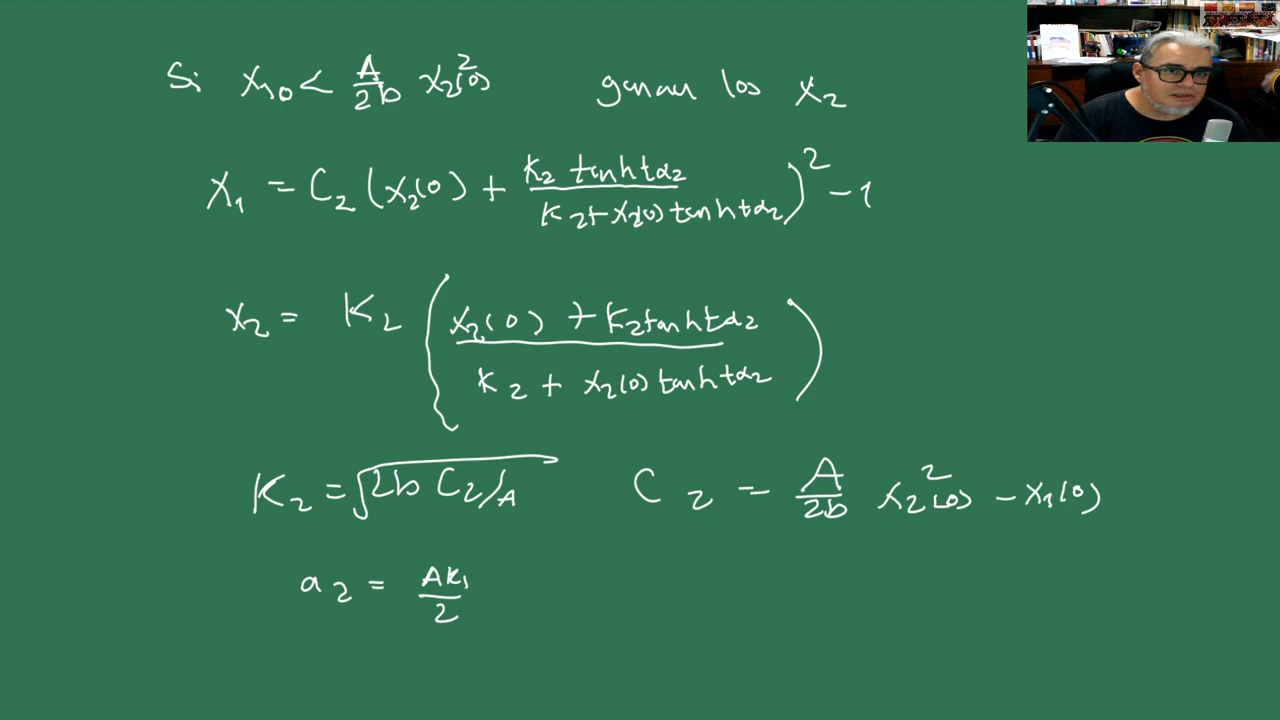 Si x₁₀ < A/2b x₂²(0) ganan los x₂
x₁ = C₂ (x₂(0) + K₂ tanh tα₂ / K₂ + x₂(0) tanh tα₂)² − 1
x₂ = K₂ (x₂(0) + K₂ tanh tα₂ / K₂ + x₂(0) tanh tα₂)
K₂ = √(2b C₂/A) C₂ = A/2b x₂²(0) − x₁(0)
a₂ = AK₁/2